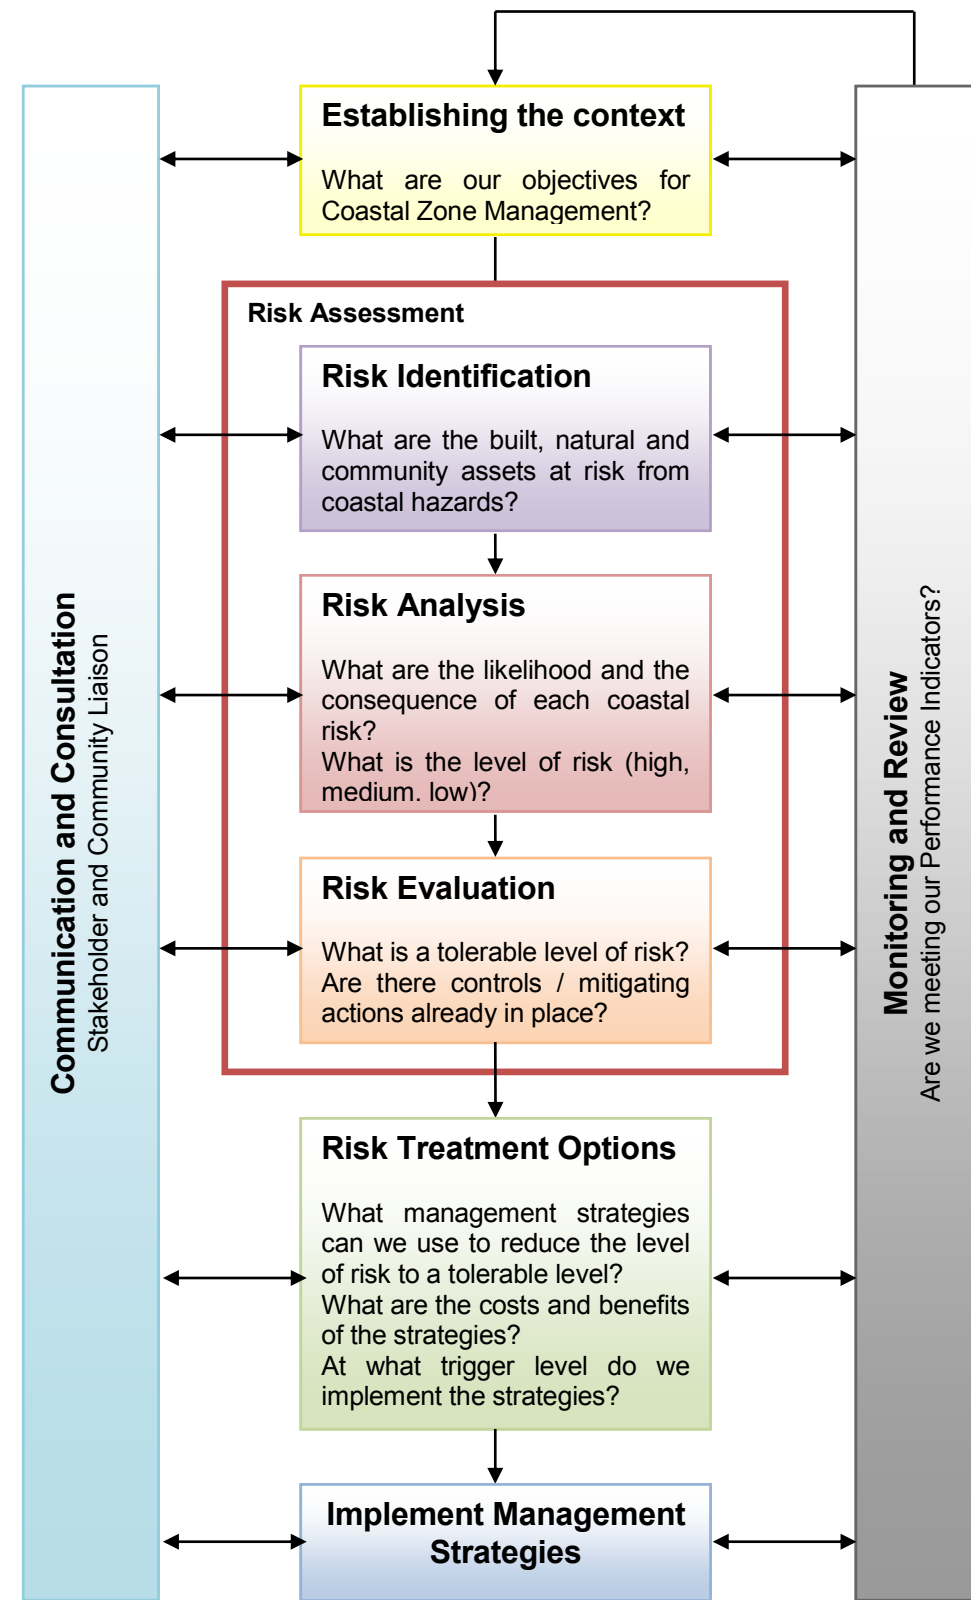 Establishing the context
What are our objectives for
Coastal Zone Management?
Risk Assessment
Risk Identification
What are the built, natural and
community assets at risk from
coastal hazards?
Risk Analysis
What are the likelihood and the
consequence of each coastal
risk?
What is the level of risk (high,
medium, low)?
Risk Evaluation
What is a tolerable level of risk?
Are there controls / mitigating
actions already in place?
Risk Treatment Options
What management strategies
can we use to reduce the level
of risk to a tolerable level?
What are the costs and benefits
of the strategies?
At what trigger level do we
implement the strategies?
Implement Management
Strategies
Communication and Consultation
Stakeholder and Community Liaison
Monitoring and Review
Are we meeting our Performance Indicators?